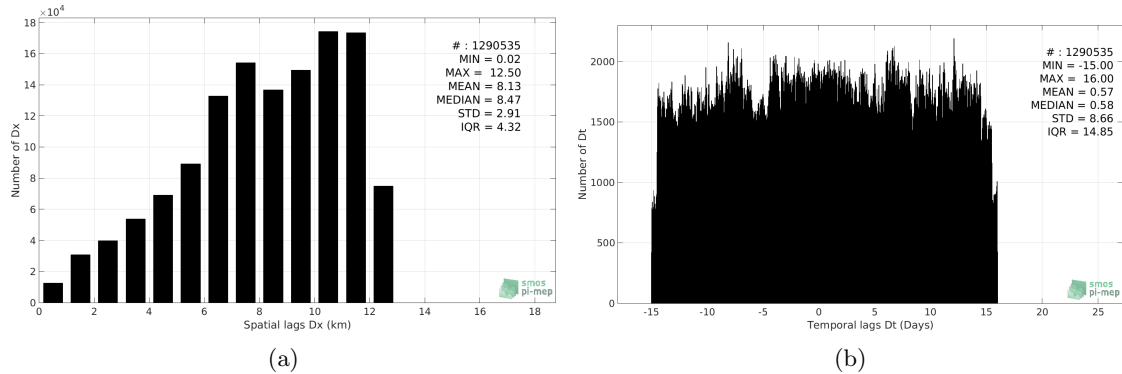 ×10^4
18
16
14
12
10
8
6
4
2
0
Number of Dx
# : 1290535
MIN = 0.02
MAX = 12.50
MEAN = 8.13
MEDIAN = 8.47
STD = 2.91
IQR = 4.32
smos
pi-mep
0 2 4 6 8 10 12 14 16 18
Spatial lags Dx (km)
(a)
2000
1500
1000
500
0
Number of Dt
# : 1290535
MIN = -15.00
MAX = 16.00
MEAN = 0.57
MEDIAN = 0.58
STD = 8.66
IQR = 14.85
smos
pi-mep
-15 -10 -5 0 5 10 15 20 25
Temporal lags Dt (Days)
(b)